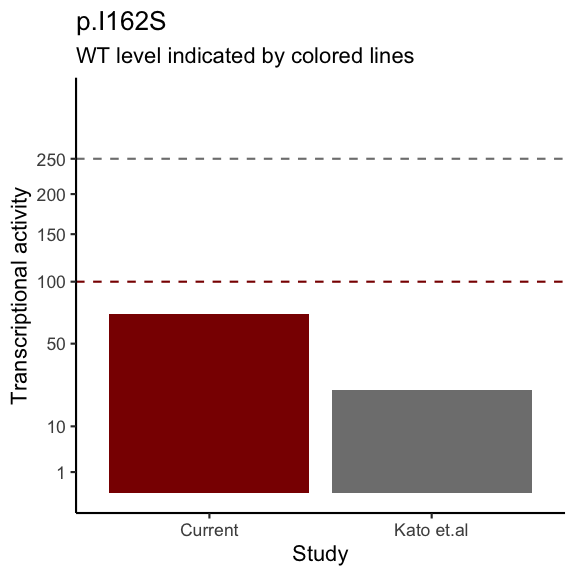 p.I162S
WT level indicated by colored lines
Transcriptional activity
250
200
150
100
50
10
1
Current
Kato et.al
Study